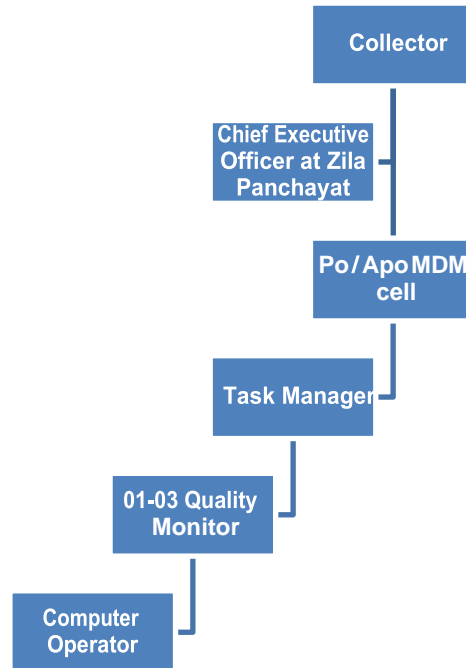 Collector
Chief Executive
Officer at Zila
Panchayat
Po / Apo MDM
cell
Task Manager
01-03 Quality
Monitor
Computer
Operator